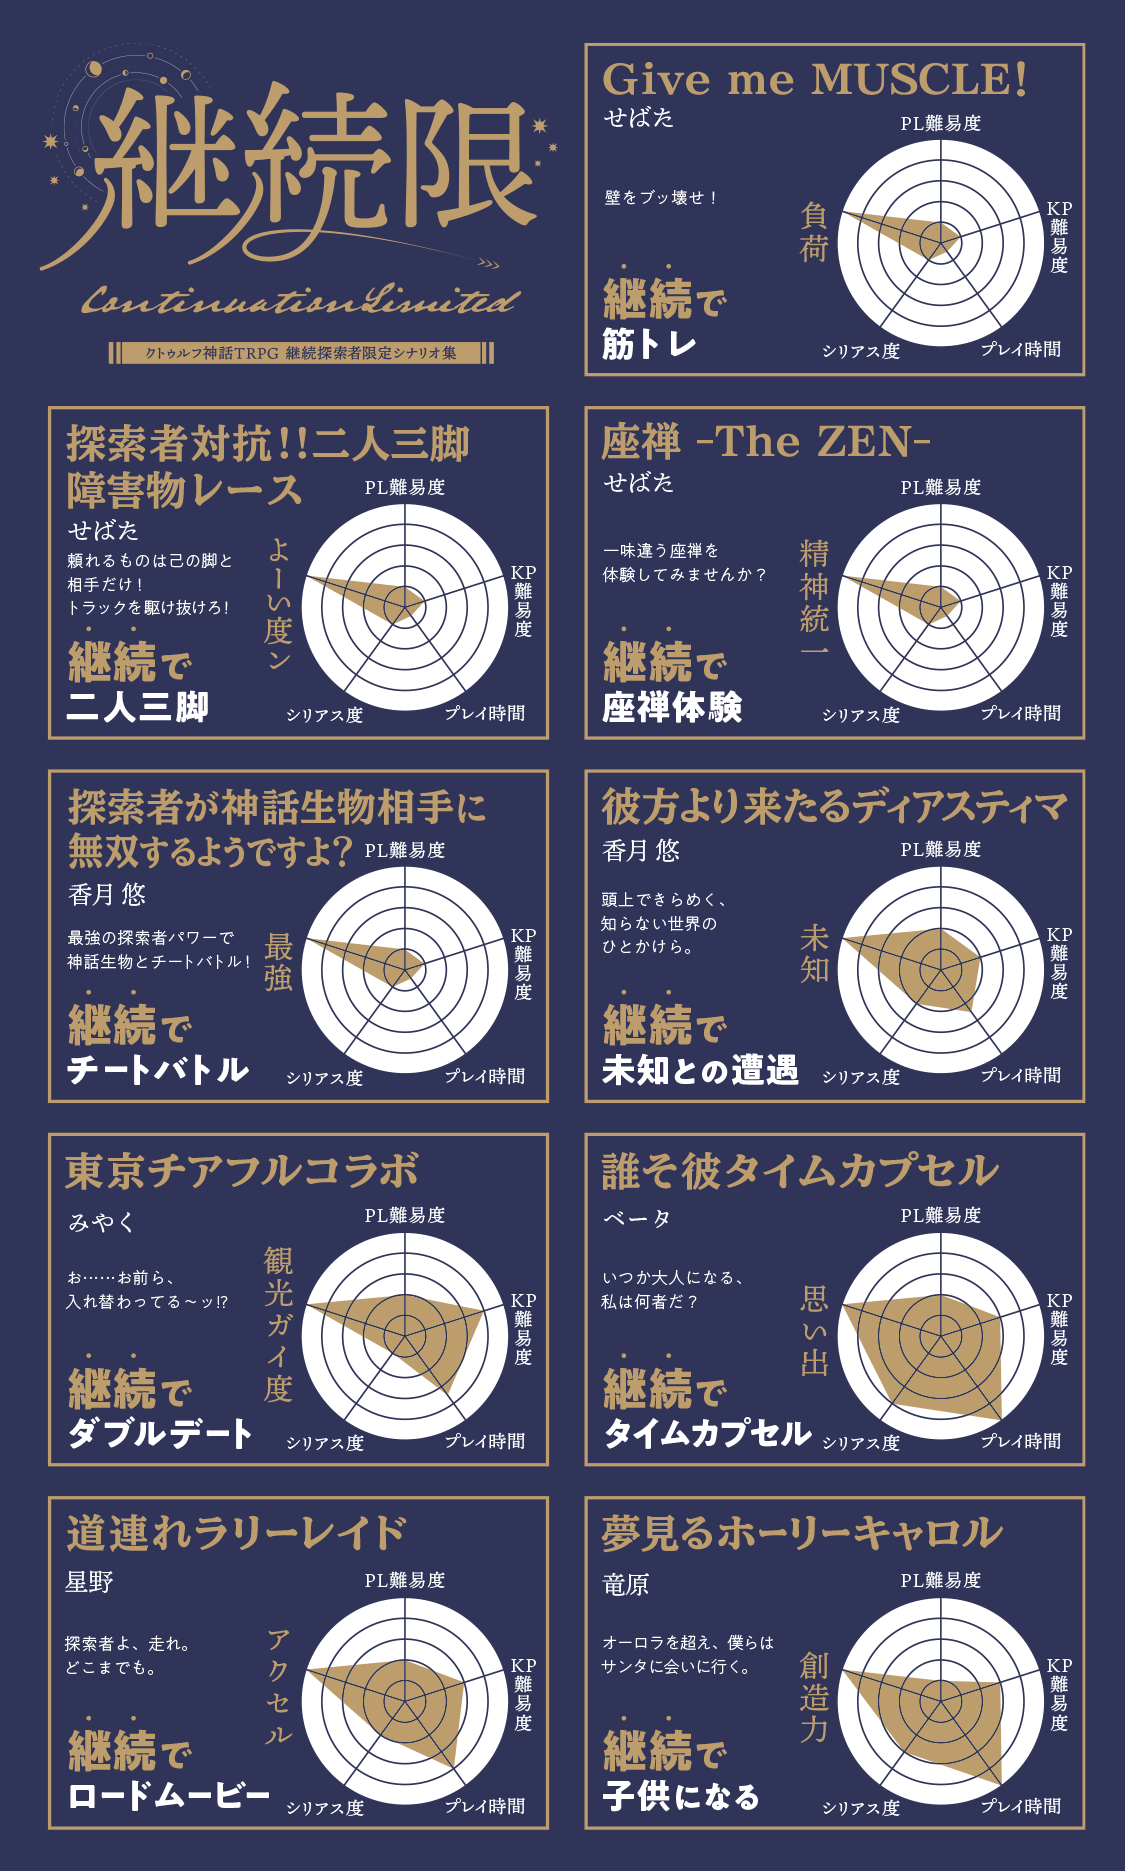 継続限
Continuation Limited
クトゥルフ神話TRPG 継続探索者限定シナリオ集
Give me MUSCLE!
せばた
壁をブッ壊せ！
継続で
筋トレ
PL難易度
KP難易度
プレイ時間
シリアス度
負荷
探索者対抗!!二人三脚
障害物レース
せばた
頼れるものは己の脚と
相手だけ！
トラックを駆け抜けろ！
継続で
二人三脚
PL難易度
KP難易度
プレイ時間
シリアス度
よーい度ン
座禅 -The ZEN-
せばた
一味違う座禅を
体験してみませんか？
継続で
座禅体験
PL難易度
KP難易度
プレイ時間
シリアス度
精神統一
探索者が神話生物相手に
無双するようですよ？
香月 悠
最強の探索者パワーで
神話生物とチートバトル！
継続で
チートバトル
PL難易度
KP難易度
プレイ時間
シリアス度
最強
彼方より来たるディアスティマ
香月 悠
頭上できらめく、
知らない世界の
ひとかけら。
継続で
未知との遭遇
PL難易度
KP難易度
プレイ時間
シリアス度
未知
東京チアフルコラボ
みやく
お……お前ら、
入れ替わってる～ッ!?
継続で
ダブルデート
PL難易度
KP難易度
プレイ時間
シリアス度
観光ガイ度
誰そ彼タイムカプセル
ベータ
いつか大人になる、
私は何者だ？
継続で
タイムカプセル
PL難易度
KP難易度
プレイ時間
シリアス度
思い出
道連れラリーレイド
星野
探索者よ、走れ。
どこまでも。
継続で
ロードムービー
PL難易度
KP難易度
プレイ時間
シリアス度
アクセル
夢見るホーリーキャロル
竜原
オーロラを超え、僕らは
サンタに会いに行く。
継続で
子供になる
PL難易度
KP難易度
プレイ時間
シリアス度
創造力